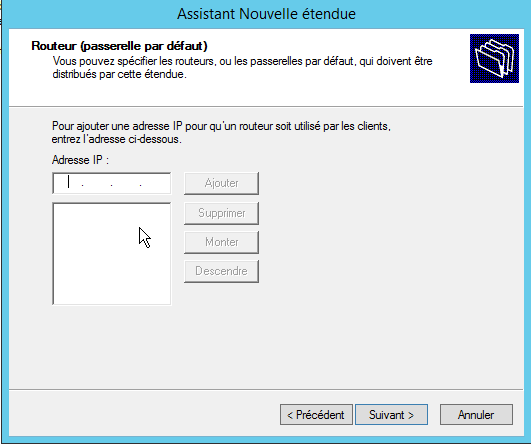 Assistant Nouvelle étendue
Routeur (passerelle par défaut)
Vous pouvez spécifier les routeurs, ou les passerelles par défaut, qui doivent être
distribués par cette étendue.
Pour ajouter une adresse IP pour qu'un routeur soit utilisé par les clients,
entrez l'adresse ci-dessous.
Adresse IP :
. . .
Ajouter
Supprimer
Monter
Descendre
< Précédent
Suivant >
Annuler